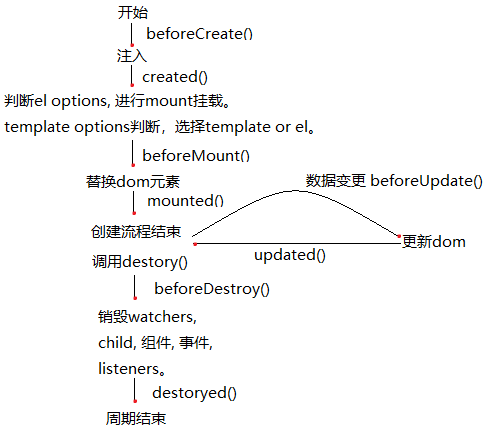 开始
beforeCreate()
注入
created()
判断el options, 进行mount挂载。
template options判断，选择template or el。
beforeMount()
替换dom元素
数据变更 beforeUpdate()
mounted()
创建流程结束
更新dom
updated()
调用destory()
beforeDestroy()
销毁watchers,
child, 组件, 事件,
listeners。
destoryed()
周期结束